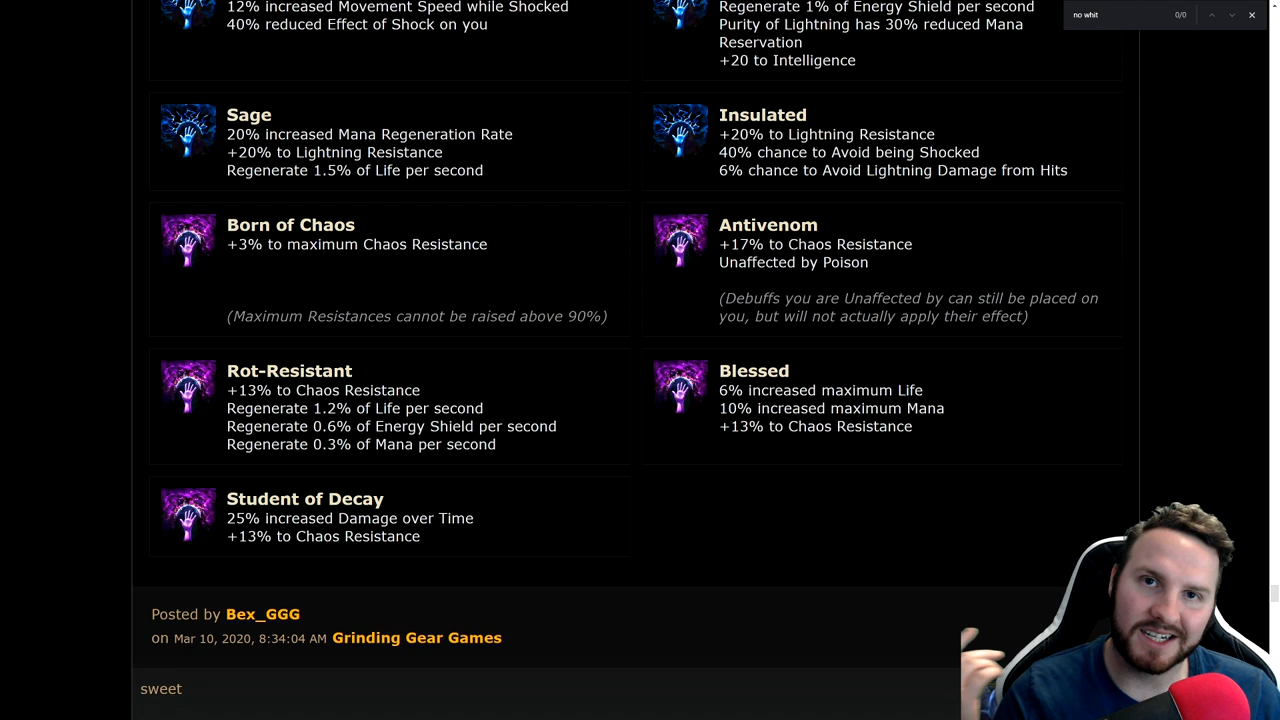 12% increased Movement Speed while Shocked
40% reduced Effect of Shock on you
Regenerate 1% of Energy Shield per second
Purity of Lightning has 30% reduced Mana
Reservation
+20 to Intelligence
no whit
0/0
Sage
20% increased Mana Regeneration Rate
+20% to Lightning Resistance
Regenerate 1.5% of Life per second
Insulated
+20% to Lightning Resistance
40% chance to Avoid being Shocked
6% chance to Avoid Lightning Damage from Hits
Born of Chaos
+3% to maximum Chaos Resistance
(Maximum Resistances cannot be raised above 90%)
Antivenom
+17% to Chaos Resistance
Unaffected by Poison
(Debuffs you are Unaffected by can still be placed on
you, but will not actually apply their effect)
Rot-Resistant
+13% to Chaos Resistance
Regenerate 1.2% of Life per second
Regenerate 0.6% of Energy Shield per second
Regenerate 0.3% of Mana per second
Blessed
6% increased maximum Life
10% increased maximum Mana
+13% to Chaos Resistance
Student of Decay
25% increased Damage over Time
+13% to Chaos Resistance
Posted by Bex_GGG
on Mar 10, 2020, 8:34:04 AM Grinding Gear Games
sweet